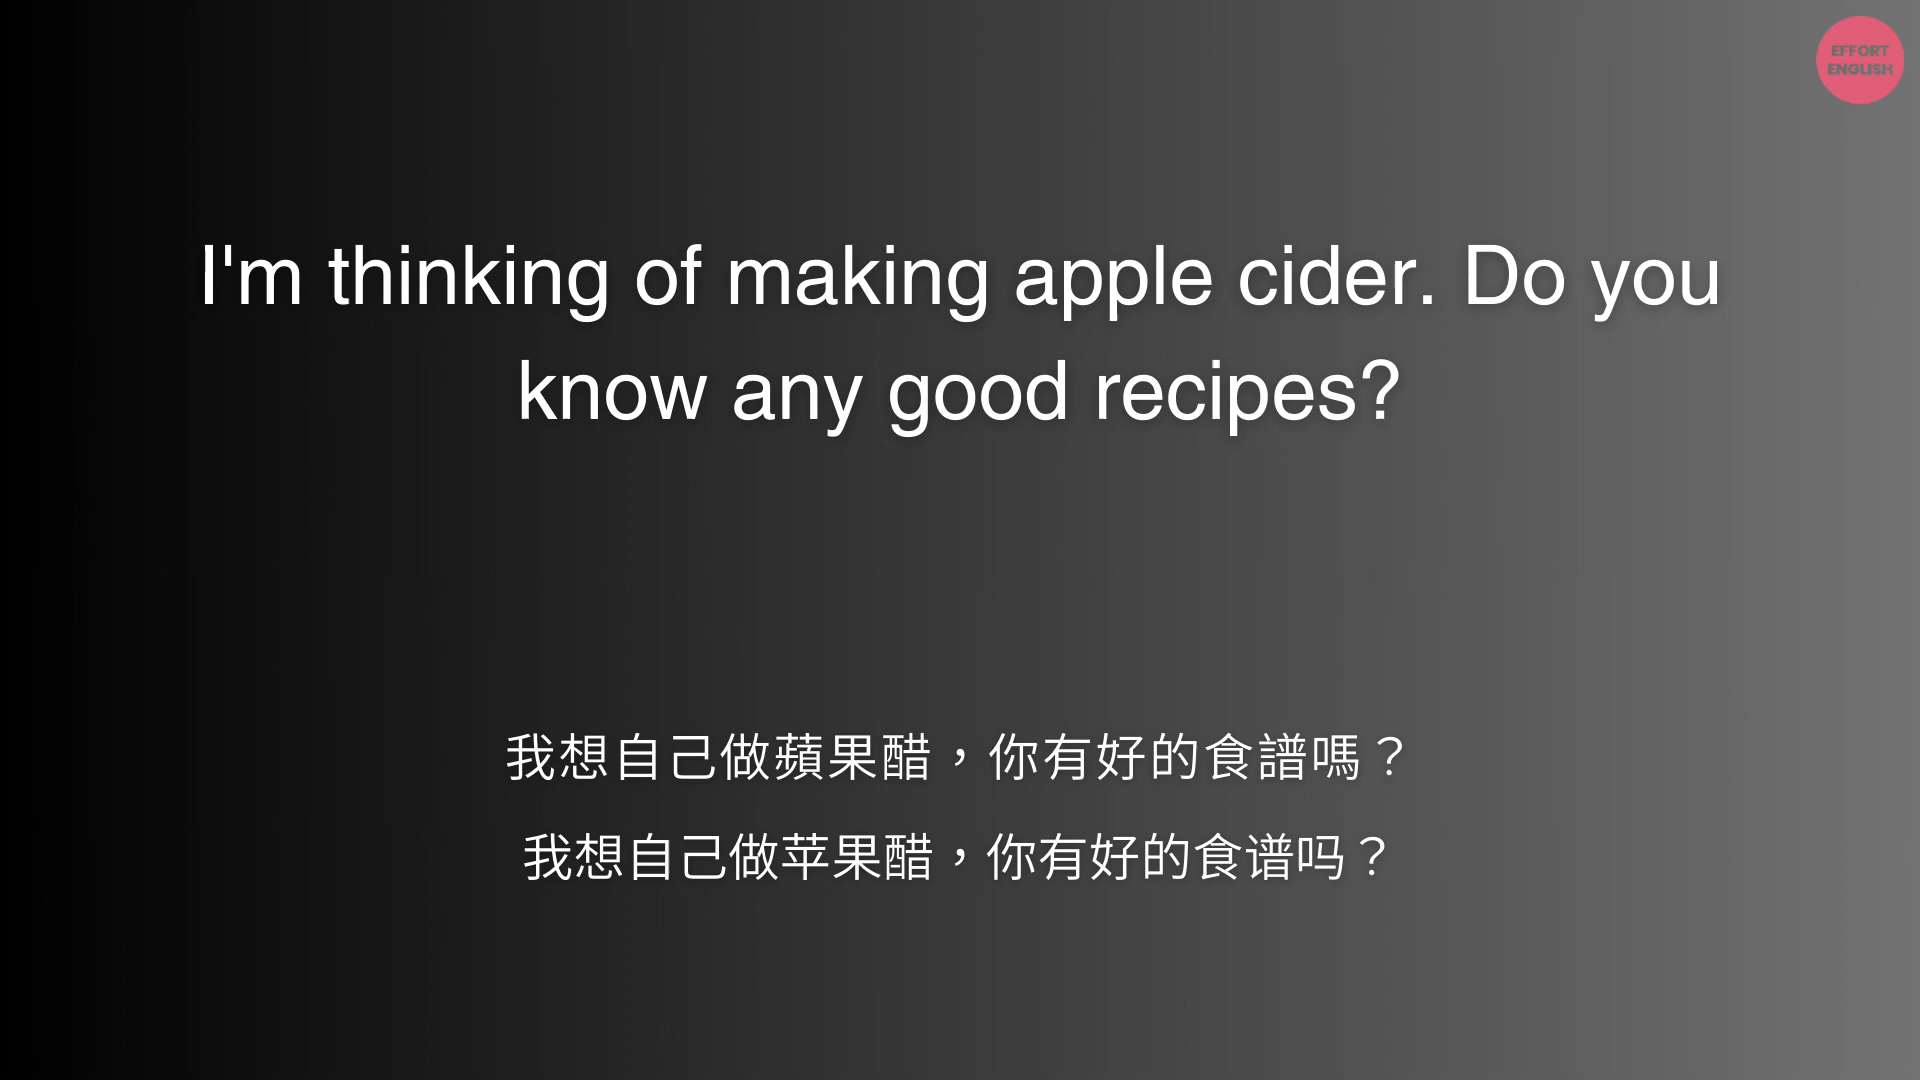 EFFORT
ENGLISH
I'm thinking of making apple cider. Do you
know any good recipes?
我想自己做蘋果醋，你有好的食譜嗎？
我想自己做苹果醋，你有好的食谱吗？